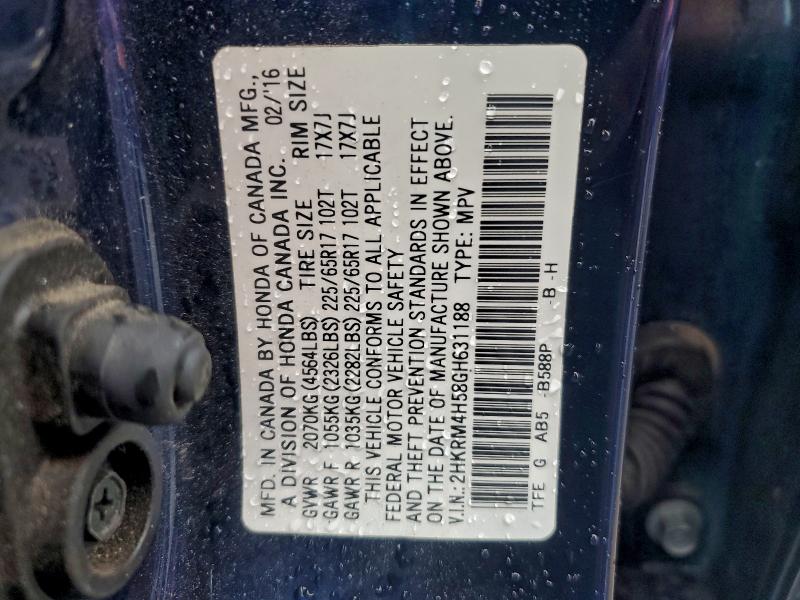 MFD. IN CANADA BY HONDA OF CANADA MFG.,
A DIVISION OF HONDA CANADA INC. 02/'16
GVWR 2070KG(4564LBS) TIRE SIZE RIM SIZE
GAWR F 1055KG(2326LBS) 225/65R17 102T 17X7J
GAWR R 1035KG(2282LBS) 225/65R17 102T 17X7J
THIS VEHICLE CONFORMS TO ALL APPLICABLE
FEDERAL MOTOR VEHICLE SAFETY
AND THEFT PREVENTION STANDARDS IN EFFECT
ON THE DATE OF MANUFACTURE SHOWN ABOVE.
V.I.N.: 2HKRM4H58GH631188 TYPE: MPV
TFE G AB5 -B588P -B -H